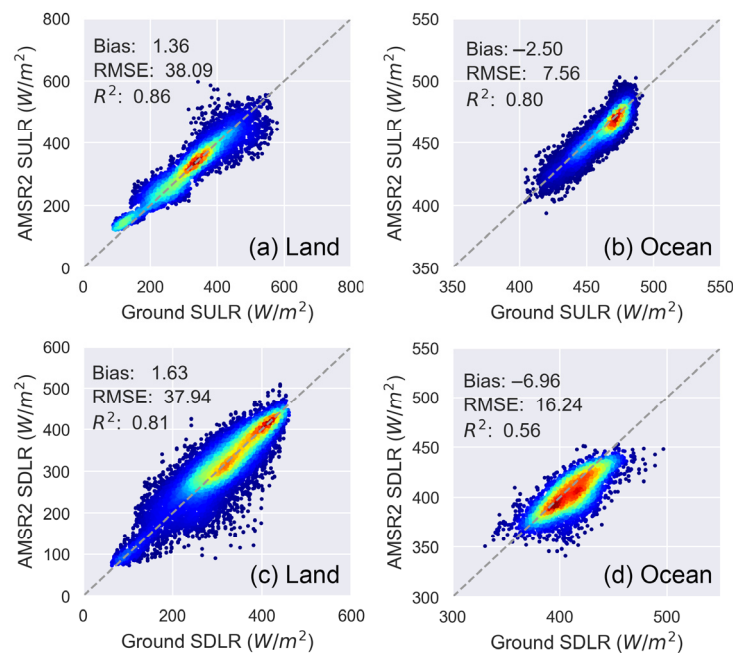 800
600
400
200
0
AMSR2 SULR (W/m²)
Bias: 1.36
RMSE: 38.09
R²: 0.86
(a) Land
0 200 400 600 800
Ground SULR (W/m²)
550
500
450
400
350
AMSR2 SULR (W/m²)
Bias: −2.50
RMSE: 7.56
R²: 0.80
(b) Ocean
350 400 450 500 550
Ground SULR (W/m²)
600
500
400
300
200
100
0
AMSR2 SDLR (W/m²)
Bias: 1.63
RMSE: 37.94
R²: 0.81
(c) Land
0 200 400 600
Ground SDLR (W/m²)
550
500
450
400
350
300
AMSR2 SDLR (W/m²)
Bias: −6.96
RMSE: 16.24
R²: 0.56
(d) Ocean
300 400 500
Ground SDLR (W/m²)